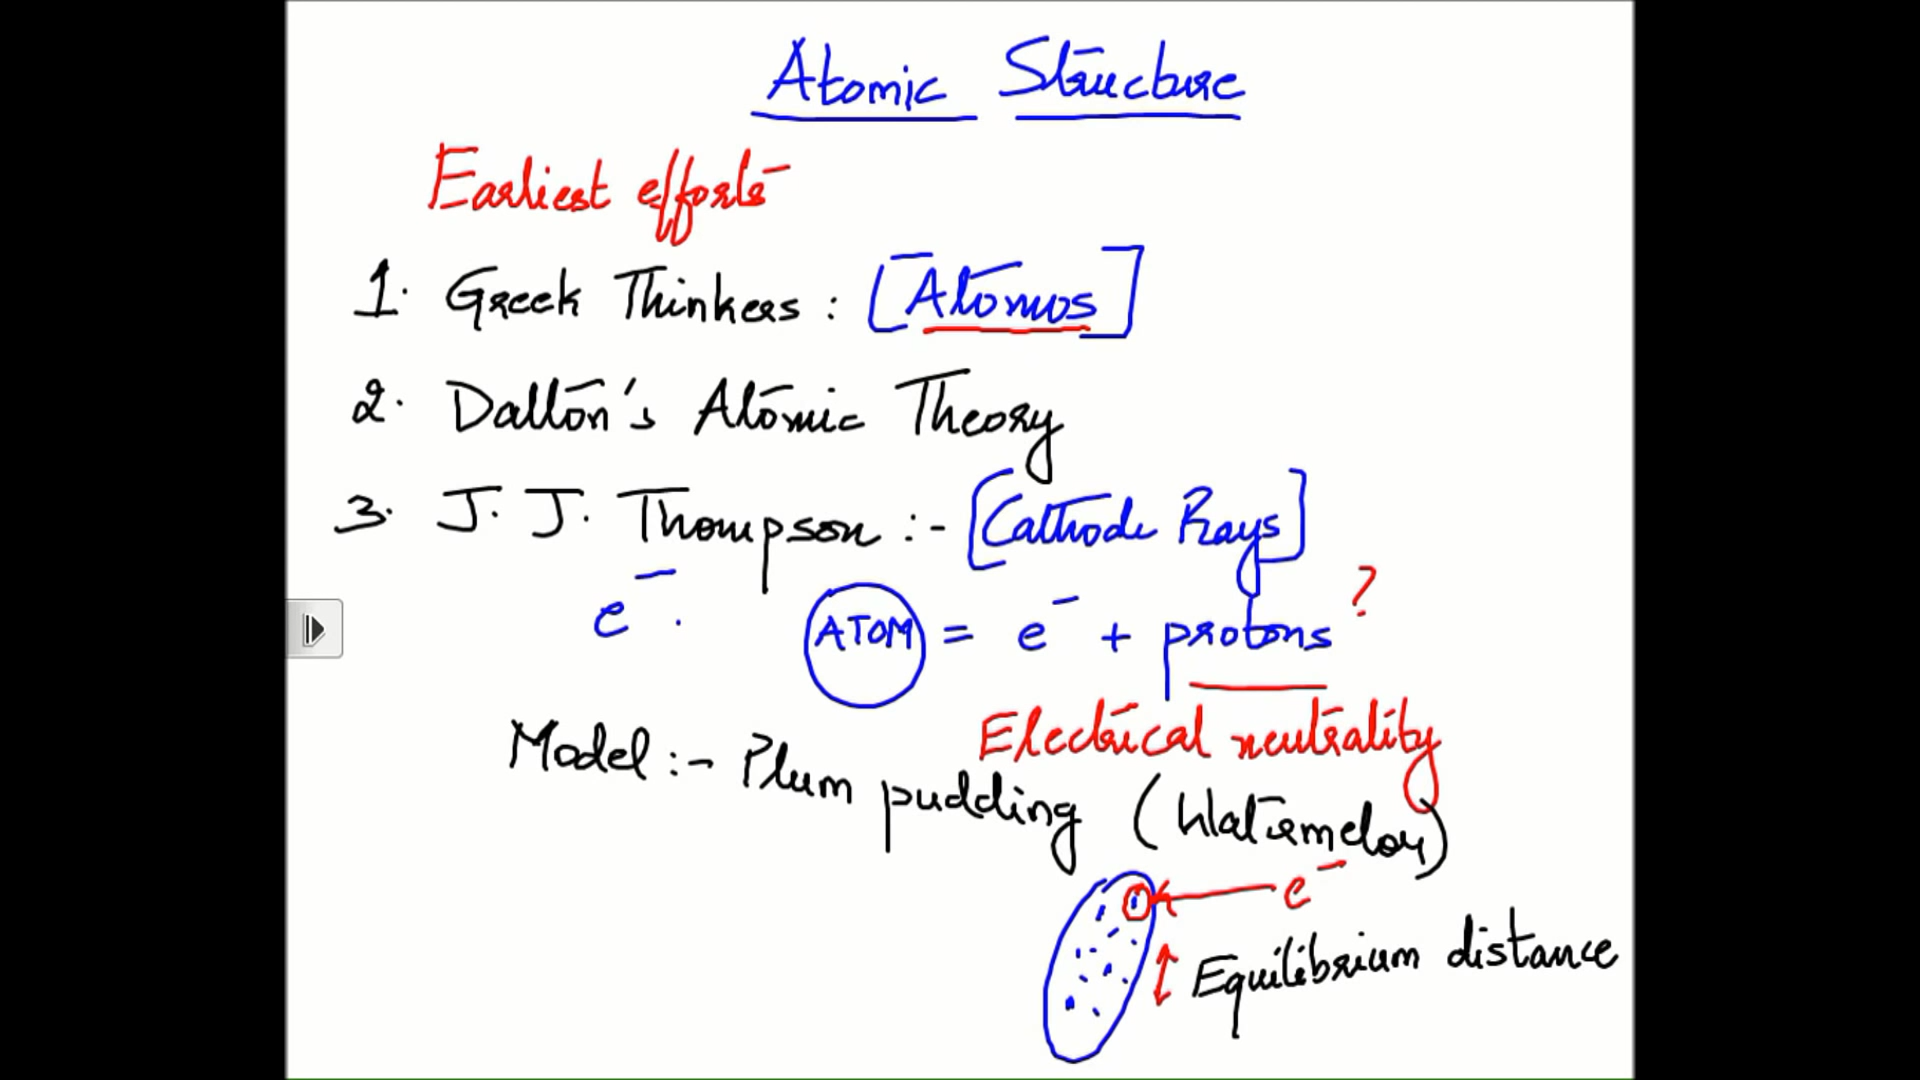 Atomic Structure
Earliest efforts
1. Greek Thinkers : [Atomos]
2. Dalton's Atomic Theory
3. J. J. Thompson :- [Cathode Rays]
e⁻. ATOM = e⁻ + protons ?
Electrical neutrality
Model :- Plum pudding (Watermelon)
e⁻
Equilibrium distance